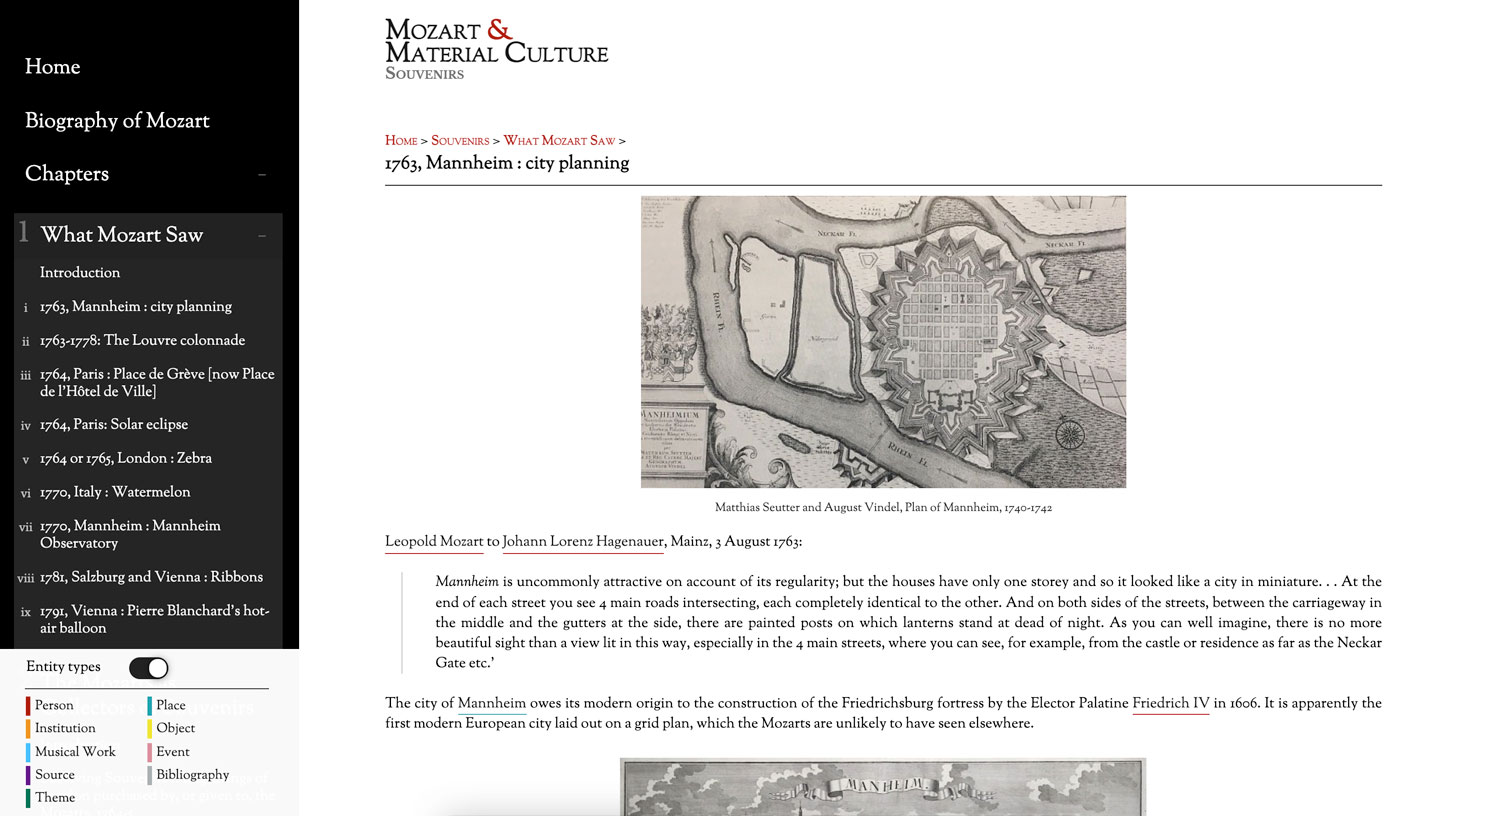 Home
Biography of Mozart
Chapters
1 What Mozart Saw
Introduction
i 1763, Mannheim : city planning
ii 1763-1778: The Louvre colonnade
iii 1764, Paris : Place de Grève [now Place
de l'Hôtel de Ville]
iv 1764, Paris: Solar eclipse
v 1764 or 1765, London : Zebra
vi 1770, Italy : Watermelon
vii 1770, Mannheim : Mannheim
Observatory
viii 1781, Salzburg and Vienna : Ribbons
ix 1791, Vienna : Pierre Blanchard's hot-
air balloon
Entity types
Person
Place
Institution
Object
Musical Work
Event
Source
Bibliography
Theme
Mozart &
Material Culture
Souvenirs
Home > Souvenirs > What Mozart Saw >
1763, Mannheim : city planning
Neckar Fl.
Neckar Fl
Rhein Fl.
Rhein Fl.
Matthias Seutter and August Vindel, Plan of Mannheim, 1740-1742
Leopold Mozart to Johann Lorenz Hagenauer, Mainz, 3 August 1763:
Mannheim is uncommonly attractive on account of its regularity; but the houses have only one storey and so it looked like a city in miniature. . . At the
end of each street you see 4 main roads intersecting, each completely identical to the other. And on both sides of the streets, between the carriageway in
the middle and the gutters at the side, there are painted posts on which lanterns stand at dead of night. As you can well imagine, there is no more
beautiful sight than a view lit in this way, especially in the 4 main streets, where you can see, for example, from the castle or residence as far as the Neckar
Gate etc.'
The city of Mannheim owes its modern origin to the construction of the Friedrichsburg fortress by the Elector Palatine Friedrich IV in 1606. It is apparently the
first modern European city laid out on a grid plan, which the Mozarts are unlikely to have seen elsewhere.
MANHEIM.